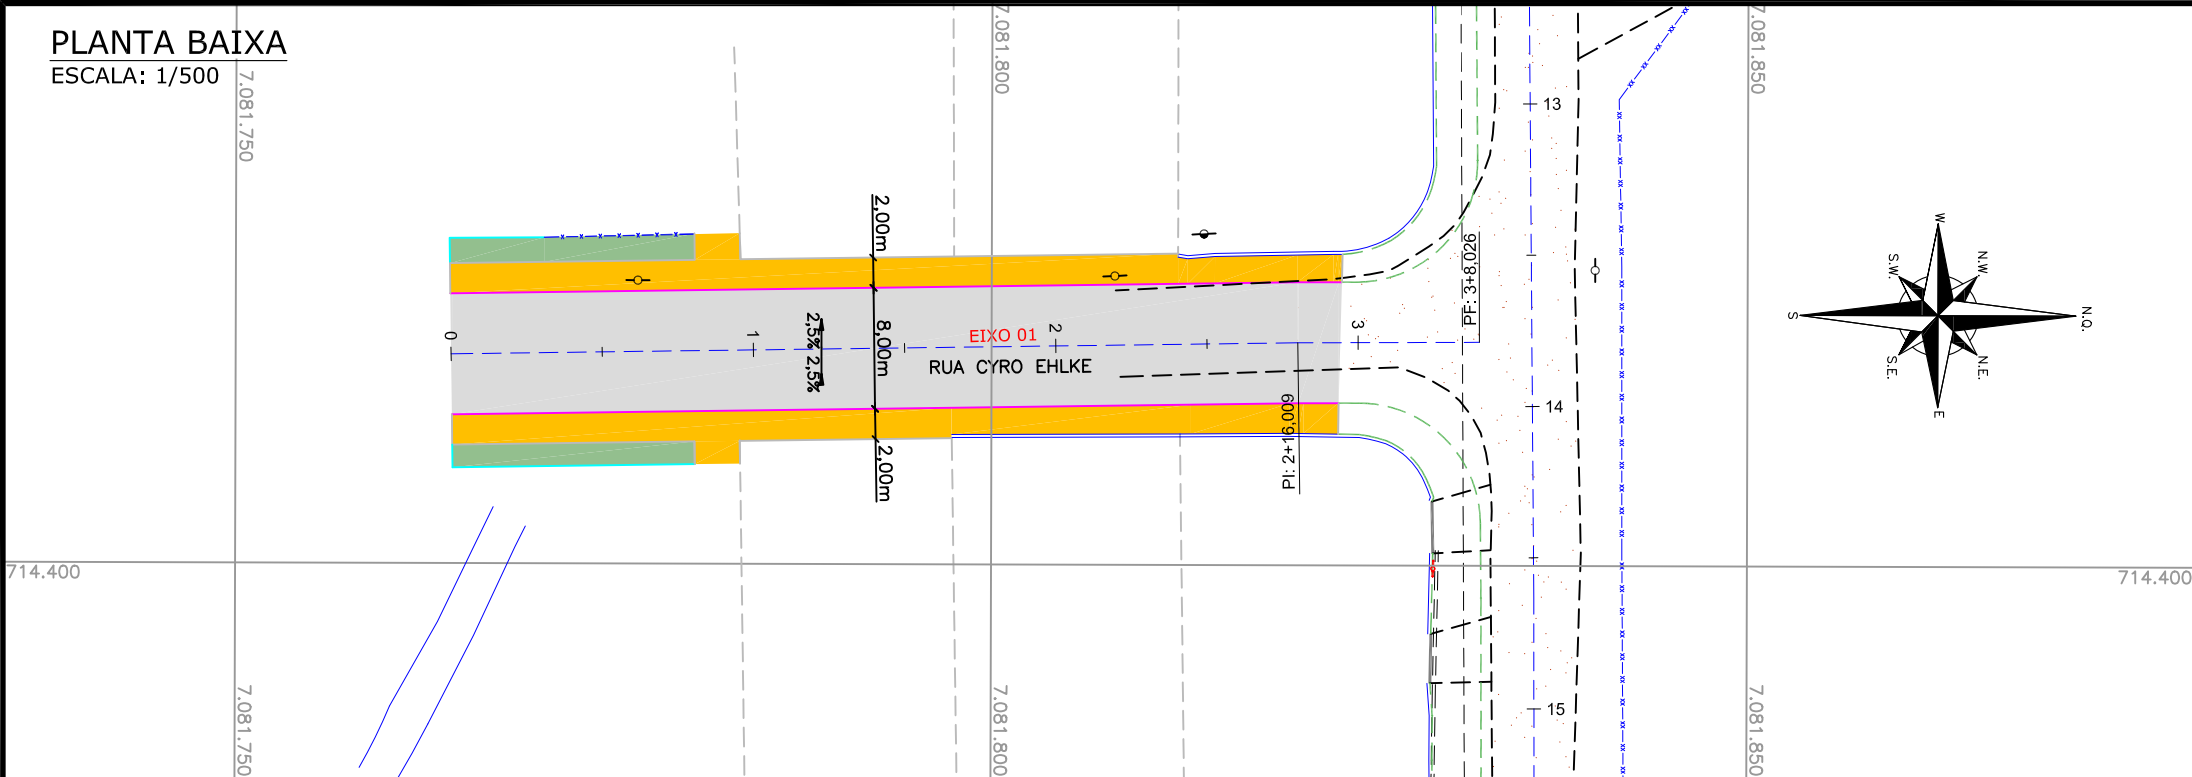 PLANTA BAIXA
ESCALA: 1/500
7.081.750
7.081.800
7.081.850
13
2,00m
PF: 3+8,026
W
S.W.
N.W.
S
N.Q.
S.E.
N.E.
E
0
1
2,5% 2,5%
8,00m
EIXO 01
2
3
RUA CYRO EHLKE
14
PI: 2+16,009
2,00m
714.400
714.400
7.081.750
7.081.800
7.081.850
15